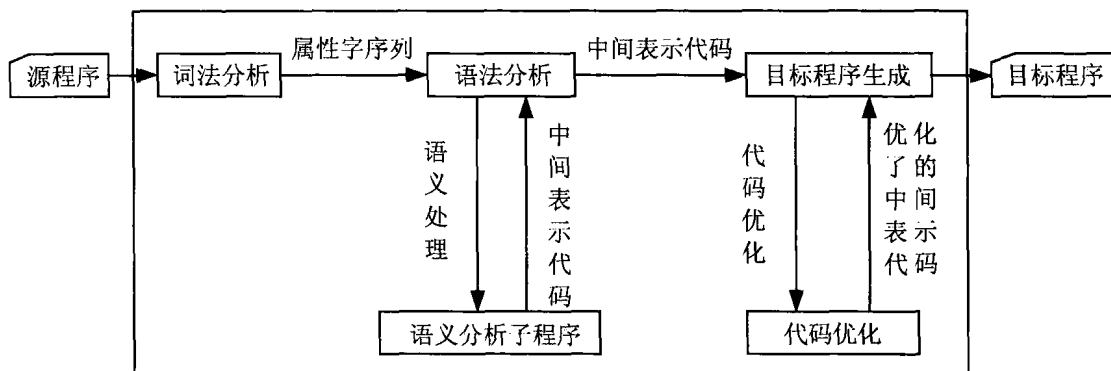 属性字序列
中间表示代码
源程序
词法分析
语法分析
目标程序生成
目标程序
语义处理
中间表示代码
代码优化
优化了的中间表示代码
语义分析子程序
代码优化